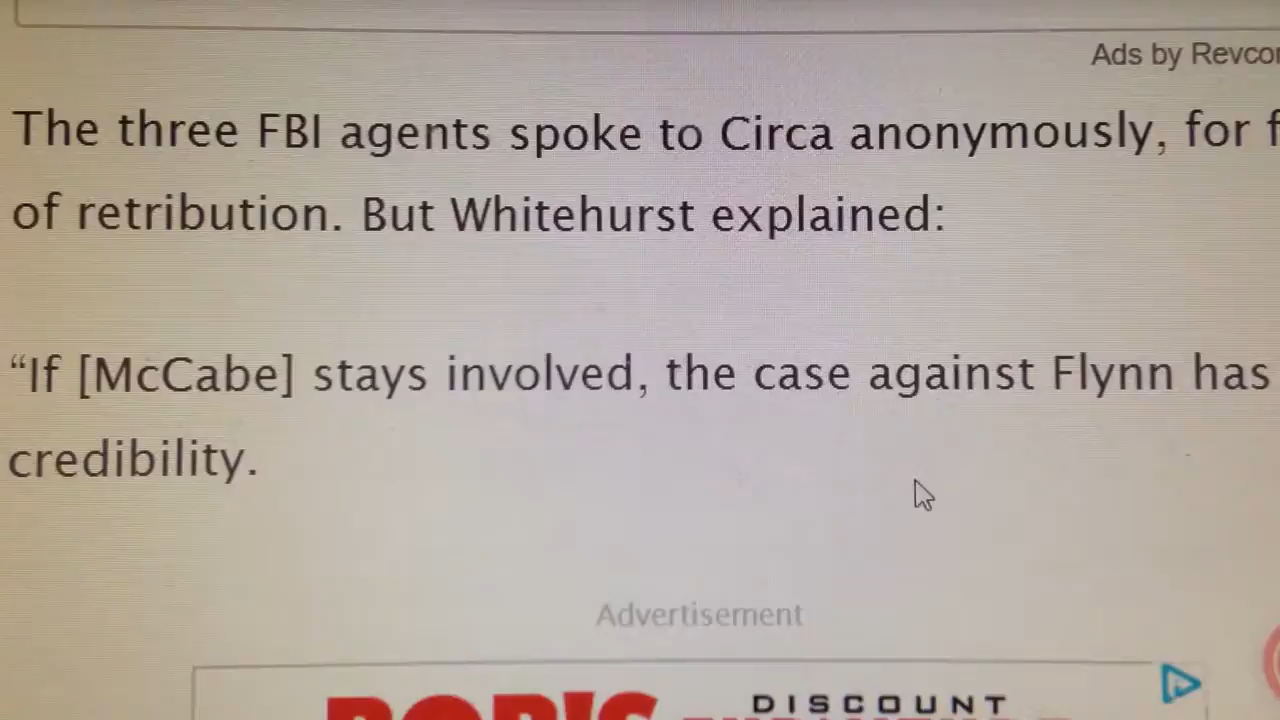 Ads by
The three FBI agents spoke to Circa anonymously, for
of retribution. But Whitehurst explained:
“If [McCabe] stays involved, the case against Flynn has
credibility.
Advertisement
DISCOUNT